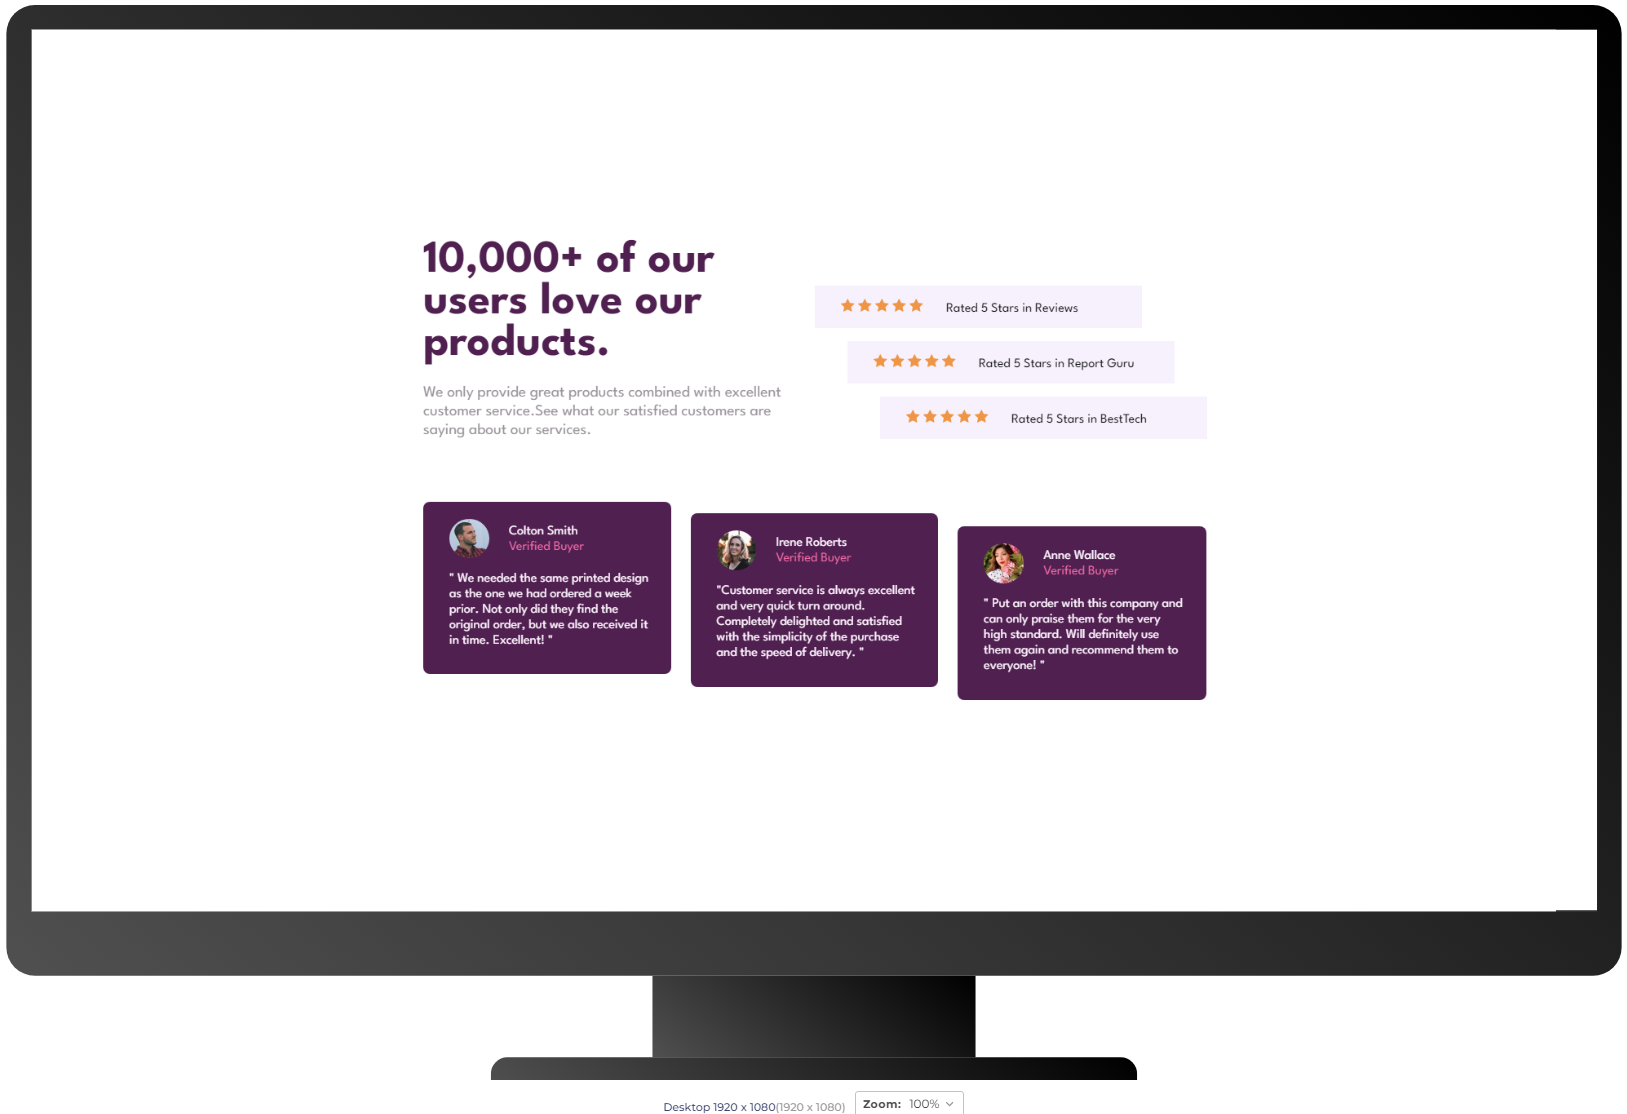 10,000+ of our
users love our
products.
We only provide great products combined with excellent
customer service.See what our satisfied customers are
saying about our services.
Rated 5 Stars in Reviews
Rated 5 Stars in Report Guru
Rated 5 Stars in BestTech
Colton Smith
Verified Buyer
" We needed the same printed design
as the one we had ordered a week
prior. Not only did they find the
original order, but we also received it
in time. Excellent! "
Irene Roberts
Verified Buyer
"Customer service is always excellent
and very quick turn around.
Completely delighted and satisfied
with the simplicity of the purchase
and the speed of delivery. "
Anne Wallace
Verified Buyer
" Put an order with this company and
can only praise them for the very
high standard. Will definitely use
them again and recommend them to
everyone! "
Desktop 1920 x 1080(1920 x 1080) Zoom: 100%